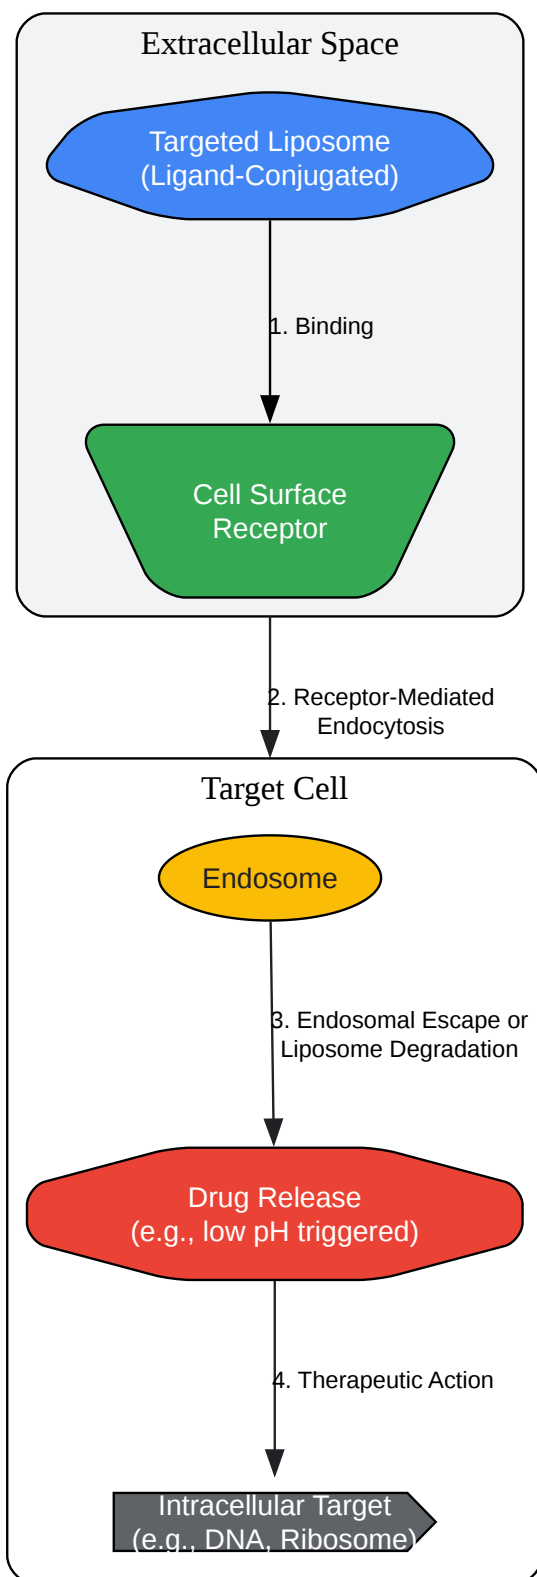 Extracellular Space
Targeted Liposome
(Ligand-Conjugated)
1. Binding
Cell Surface
Receptor
2. Receptor-Mediated
Endocytosis
Target Cell
Endosome
3. Endosomal Escape or
Liposome Degradation
Drug Release
(e.g., low pH triggered)
4. Therapeutic Action
Intracellular Target
(e.g., DNA, Ribosome)